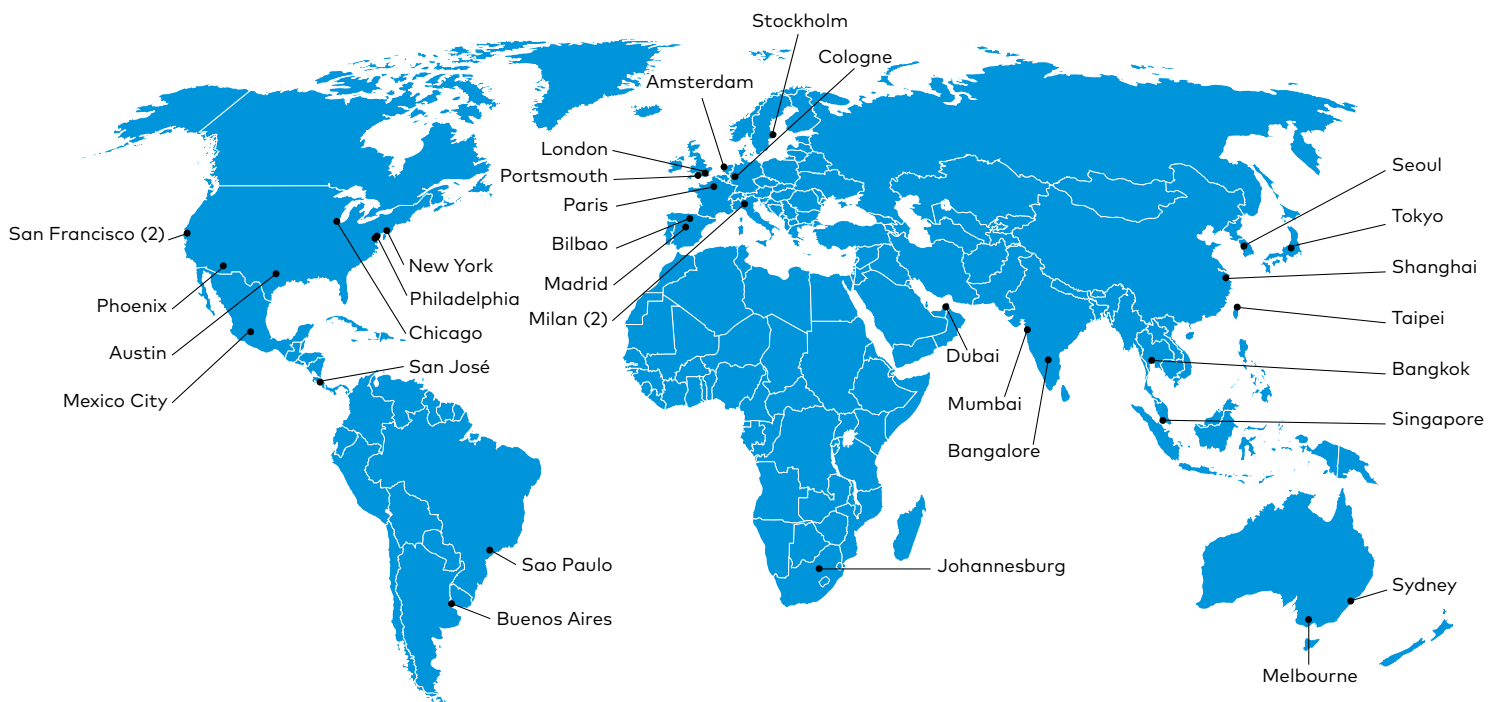 Stockholm
Cologne
Amsterdam
London
Portsmouth
Paris
Bilbao
Madrid
Milan (2)
San Francisco (2)
Phoenix
Austin
Mexico City
New York
Philadelphia
Chicago
San José
Sao Paulo
Buenos Aires
Dubai
Mumbai
Bangalore
Johannesburg
Seoul
Tokyo
Shanghai
Taipei
Bangkok
Singapore
Sydney
Melbourne